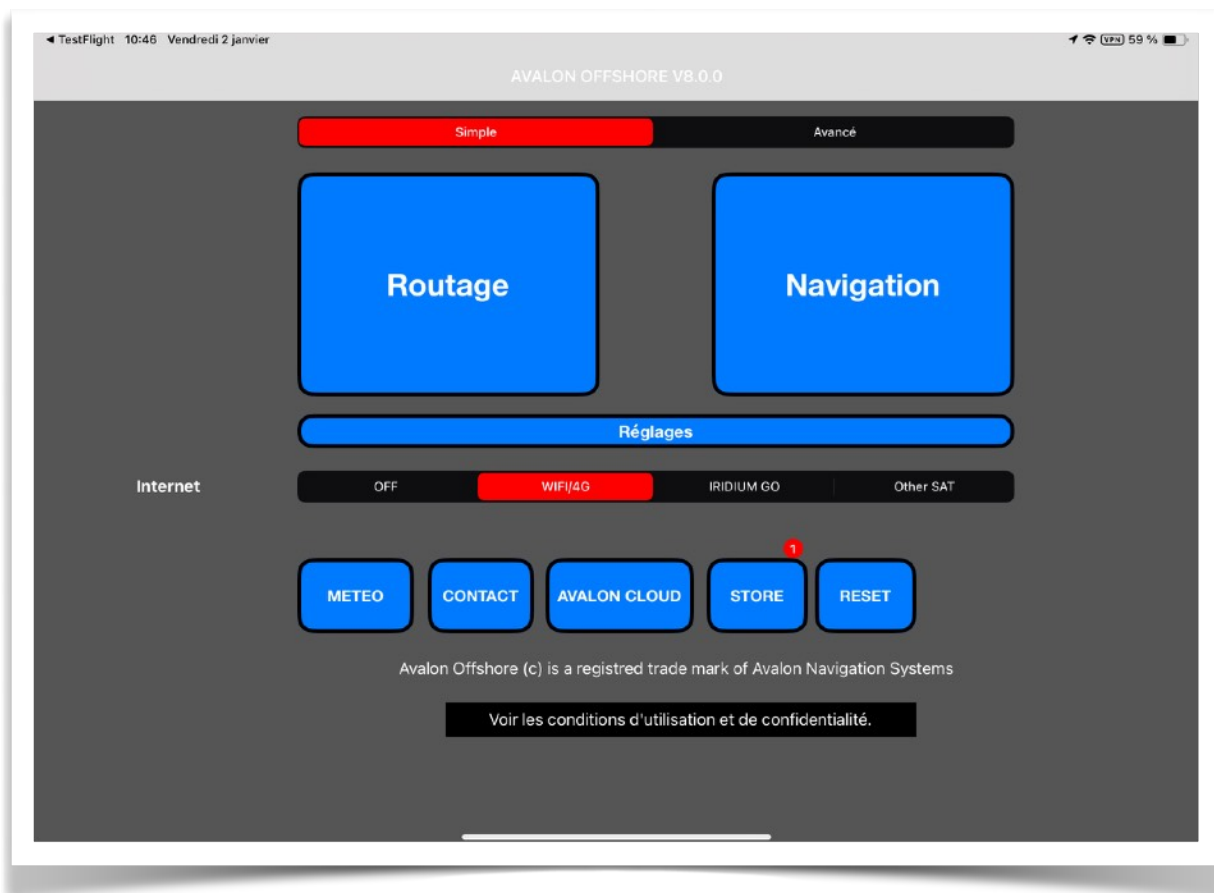 ◀ TestFlight 10:46 Vendredi 2 janvier VPN 59 %
AVALON OFFSHORE V8.0.0
Simple Avancé
Routage Navigation
Réglages
Internet OFF WIFI/4G IRIDIUM GO Other SAT
1
METEO CONTACT AVALON CLOUD STORE RESET
Avalon Offshore (c) is a registred trade mark of Avalon Navigation Systems
Voir les conditions d'utilisation et de confidentialité.